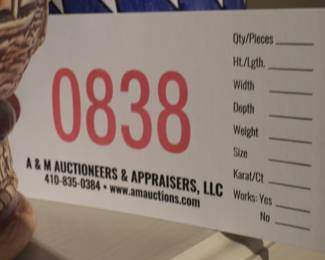 0838
A & M AUCTIONEERS & APPRAISERS, LLC
410-835-0384 • www.amauctions.com
Qty/Pieces
Ht./Lgth.
Width
Depth
Weight
Size
Karat/Ct
Works: Yes
No